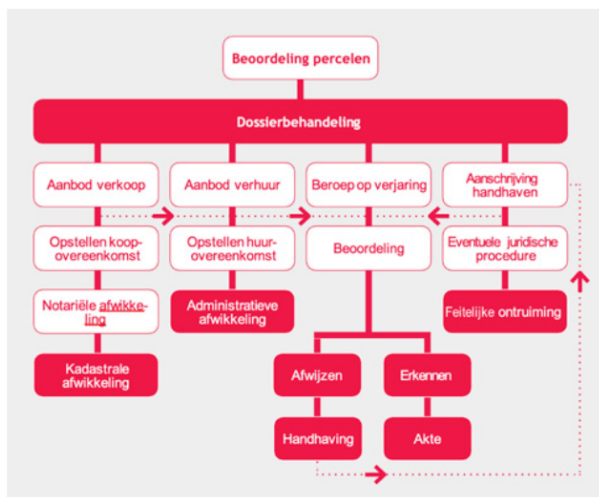 Beoordeling percelen
Dossierbehandeling
Aanbod verkoop
Aanbod verhuur
Beroep op verjaring
Aanschrijving
handhaven
Opstellen koop-
overeenkomst
Opstellen huur-
overeenkomst
Beoordeling
Eventuele juridische
procedure
Notariële afwikke-
ling
Administratieve
afwikkeling
Feitelijke ontruiming
Kadastrale
afwikkeling
Afwijzen
Erkennen
Handhaving
Akte